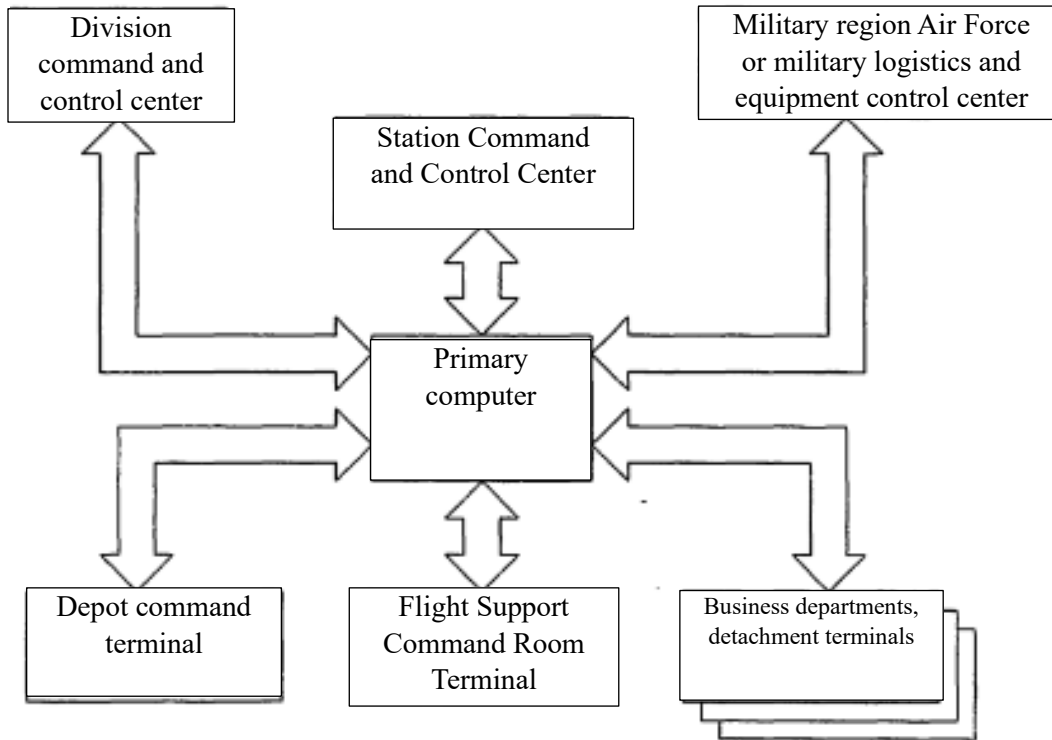 Division
command and
control center
Military region Air Force
or military logistics and
equipment control center
Station Command
and Control Center
Primary
computer
Depot command
terminal
Flight Support
Command Room
Terminal
Business departments,
detachment terminals